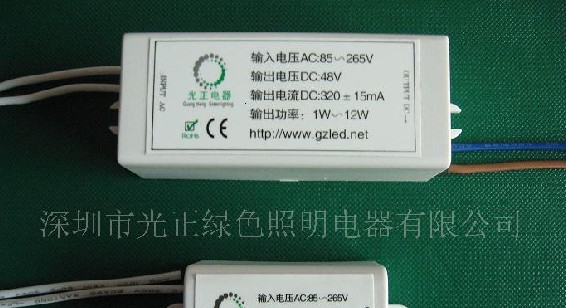 输入电压AC:85～265V
输出电压DC:48V
输出电流DC:320±15mA
输出功率：1W～12W
http://www.gzled.net
光正电器
INPUT AC
RoHS
CE
深圳市光正绿色照明电器有限公司
输入电压AC:85～265V